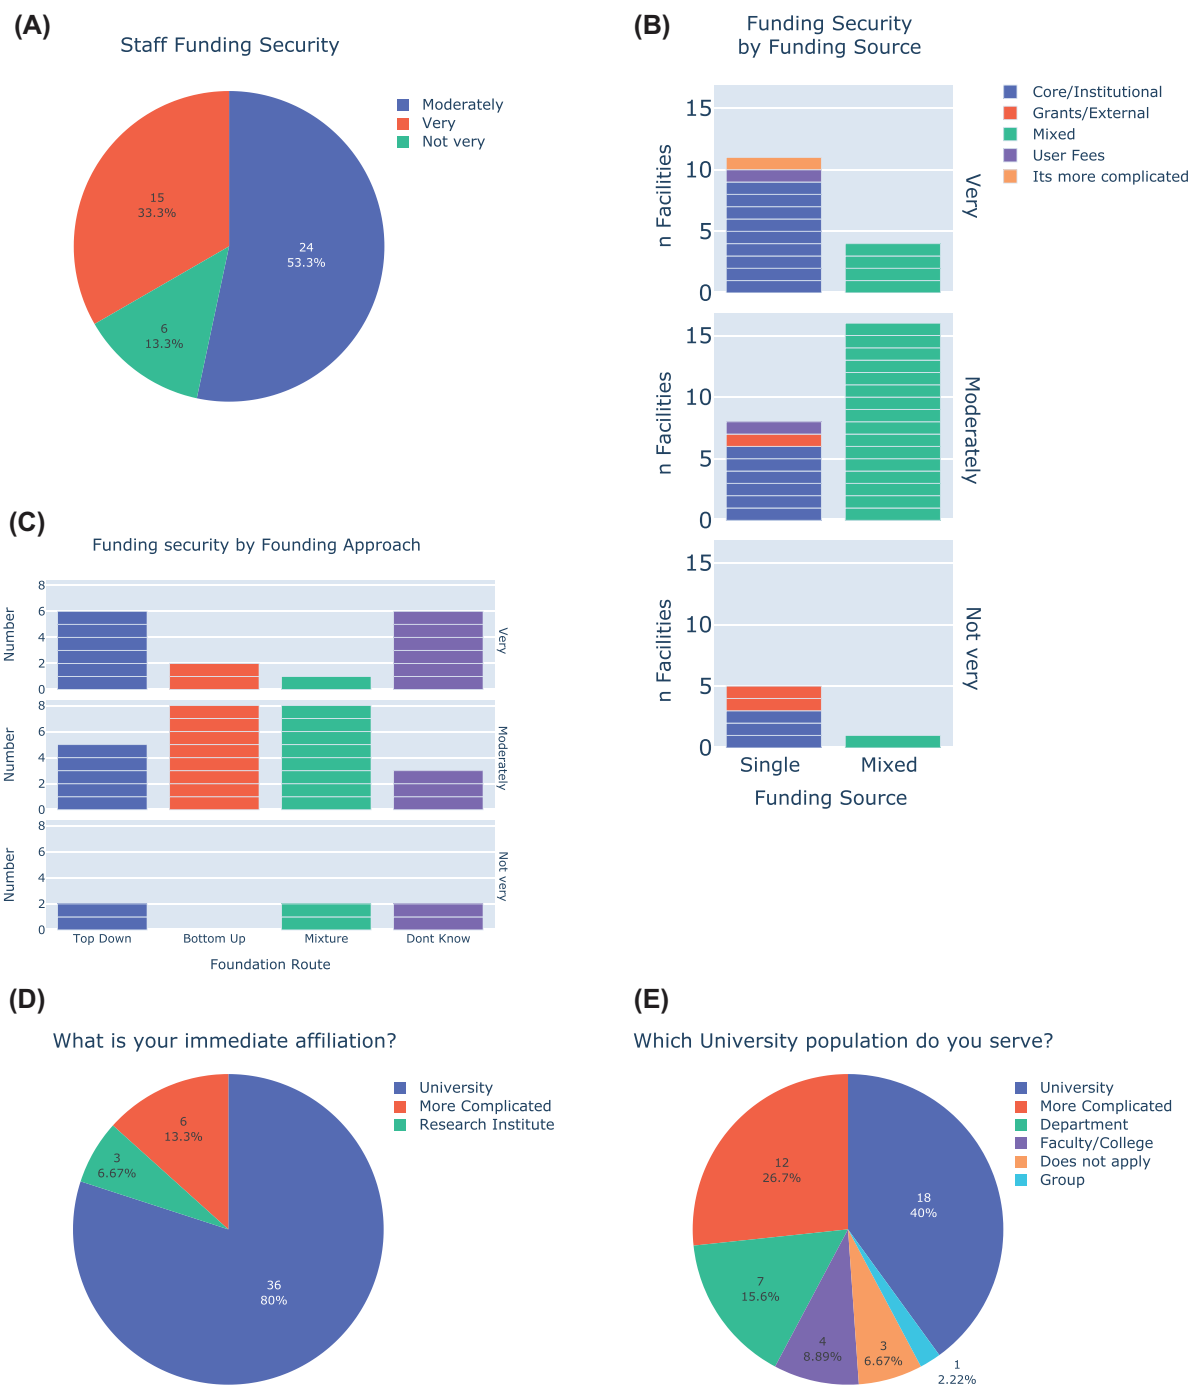 (A)
Staff Funding Security
Moderately
Very
Not very
15
33.3%
24
53.3%
6
13.3%
(B)
Funding Security
by Funding Source
Core/Institutional
Grants/External
Mixed
User Fees
Its more complicated
15
10
5
0
n Facilities
Very
15
10
5
0
n Facilities
Moderately
15
10
5
0
n Facilities
Not very
Single
Mixed
Funding Source
(C)
Funding security by Founding Approach
8
6
4
2
0
Number
Very
8
6
4
2
0
Number
Moderately
8
6
4
2
0
Number
Not very
Top Down
Bottom Up
Mixture
Dont Know
Foundation Route
(D)
What is your immediate affiliation?
University
More Complicated
Research Institute
6
13.3%
3
6.67%
36
80%
(E)
Which University population do you serve?
University
More Complicated
Department
Faculty/College
Does not apply
Group
12
26.7%
18
40%
7
15.6%
4
8.89%
3
6.67%
1
2.22%